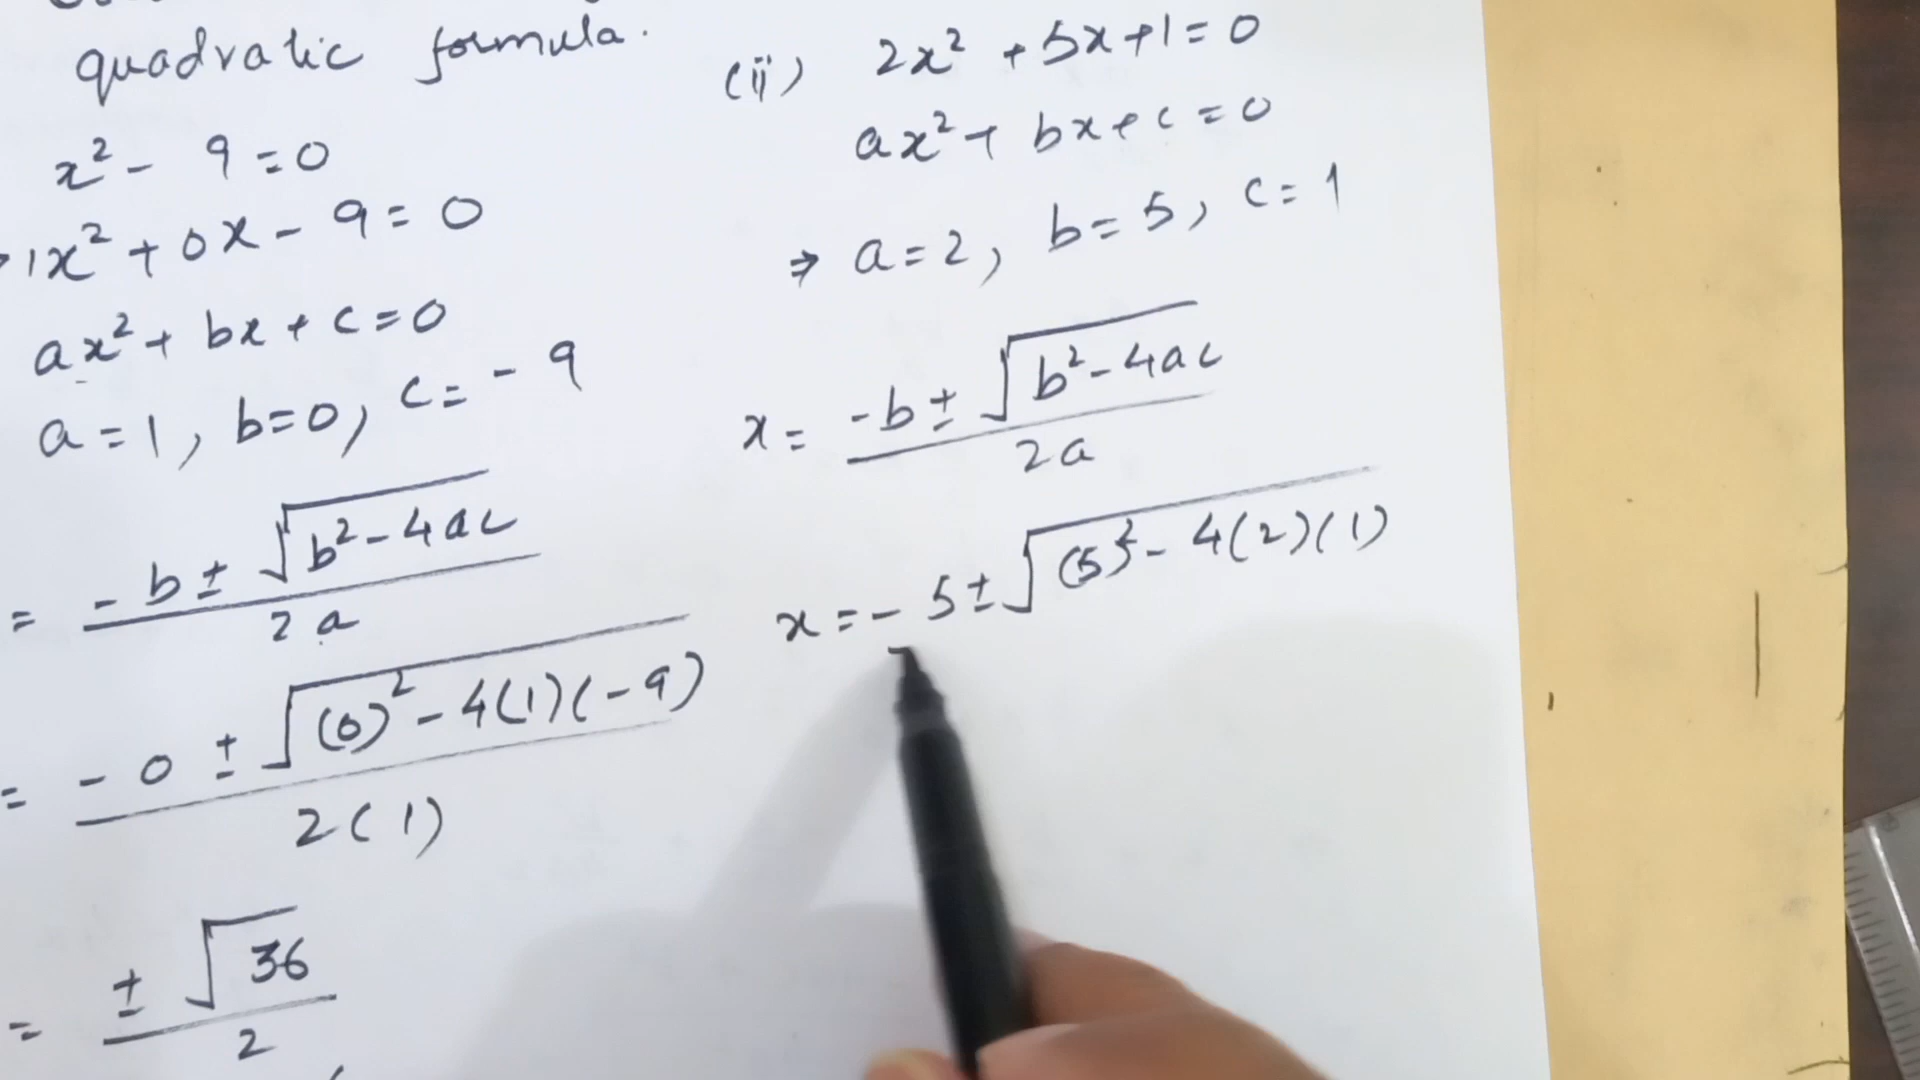 quadratic formula.
x² - 9 = 0
1x² + 0x - 9 = 0
ax² + bx + c = 0
a = 1, b = 0, c = - 9
= - b ± √b² - 4ac
2a
= - 0 ± √(0)² - 4(1)(-9)
2(1)
= ± √36
2
(ii) 2x² + 5x + 1 = 0
ax² + bx + c = 0
⇒ a = 2, b = 5, c = 1
x = -b ± √b² - 4ac
2a
x = - 5 ± √(5)² - 4(2)(1)